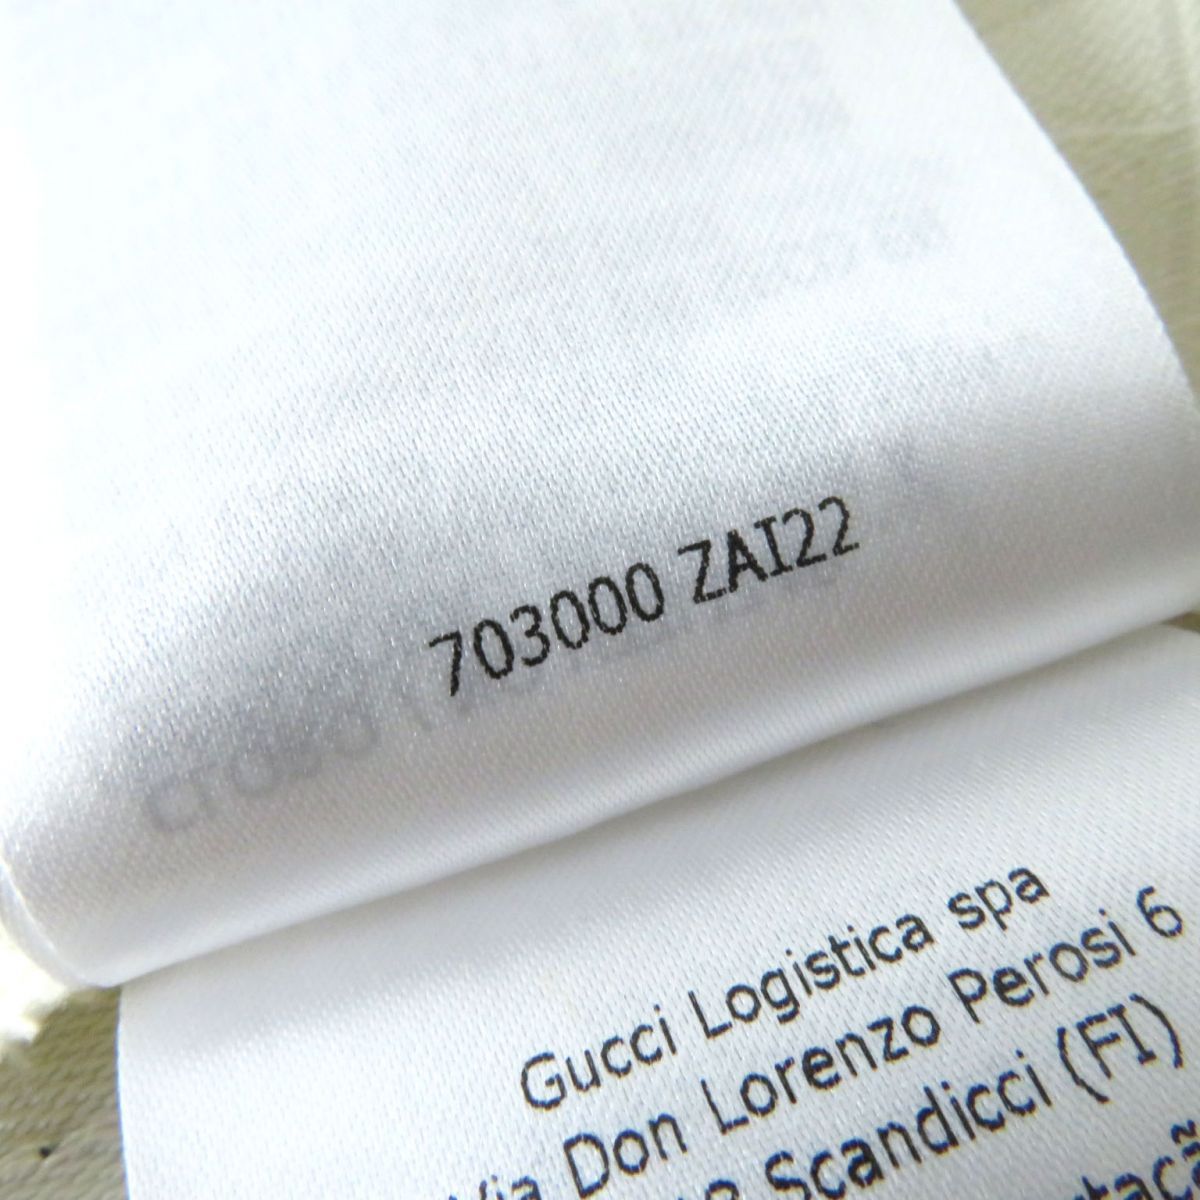 703000 ZAI22
Gucci Logistica spa
Via Don Lorenzo Perosi 6
Scandicci (FI)